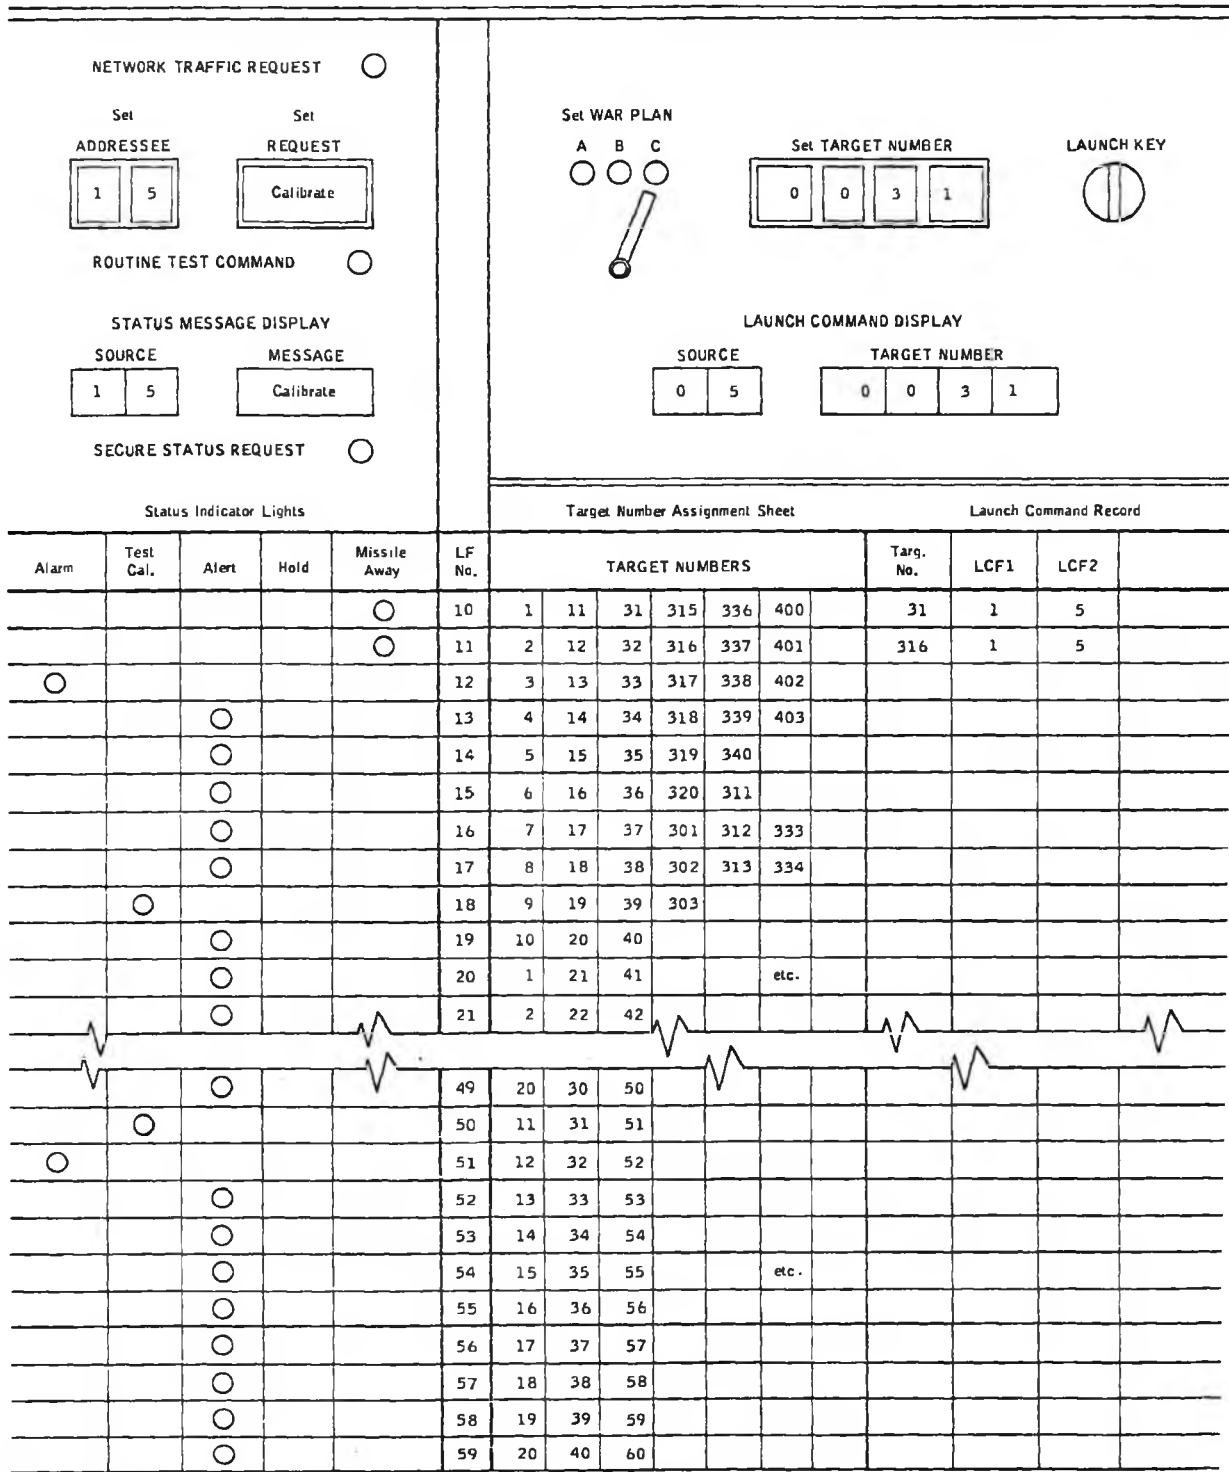 NETWORK TRAFFIC REQUEST
Set Set
ADDRESSEE REQUEST
1 5 Calibrate
ROUTINE TEST COMMAND
STATUS MESSAGE DISPLAY
SOURCE MESSAGE
1 5 Calibrate
SECURE STATUS REQUEST
Set WAR PLAN
A B C
Set TARGET NUMBER
0 0 3 1
LAUNCH KEY
LAUNCH COMMAND DISPLAY
SOURCE TARGET NUMBER
0 5 0 0 3 1
Status Indicator Lights Target Number Assignment Sheet Launch Command Record
Alarm Test Cal. Alert Hold Missile Away LF No. TARGET NUMBERS Targ. No. LCF1 LCF2
10 1 11 31 315 336 400 31 1 5
11 2 12 32 316 337 401 316 1 5
12 3 13 33 317 338 402
13 4 14 34 318 339 403
14 5 15 35 319 340
15 6 16 36 320 311
16 7 17 37 301 312 333
17 8 18 38 302 313 334
18 9 19 39 303
19 10 20 40
20 1 21 41 etc.
21 2 22 42
49 20 30 50
50 11 31 51
51 12 32 52
52 13 33 53
53 14 34 54
54 15 35 55 etc.
55 16 36 56
56 17 37 57
57 18 38 58
58 19 39 59
59 20 40 60